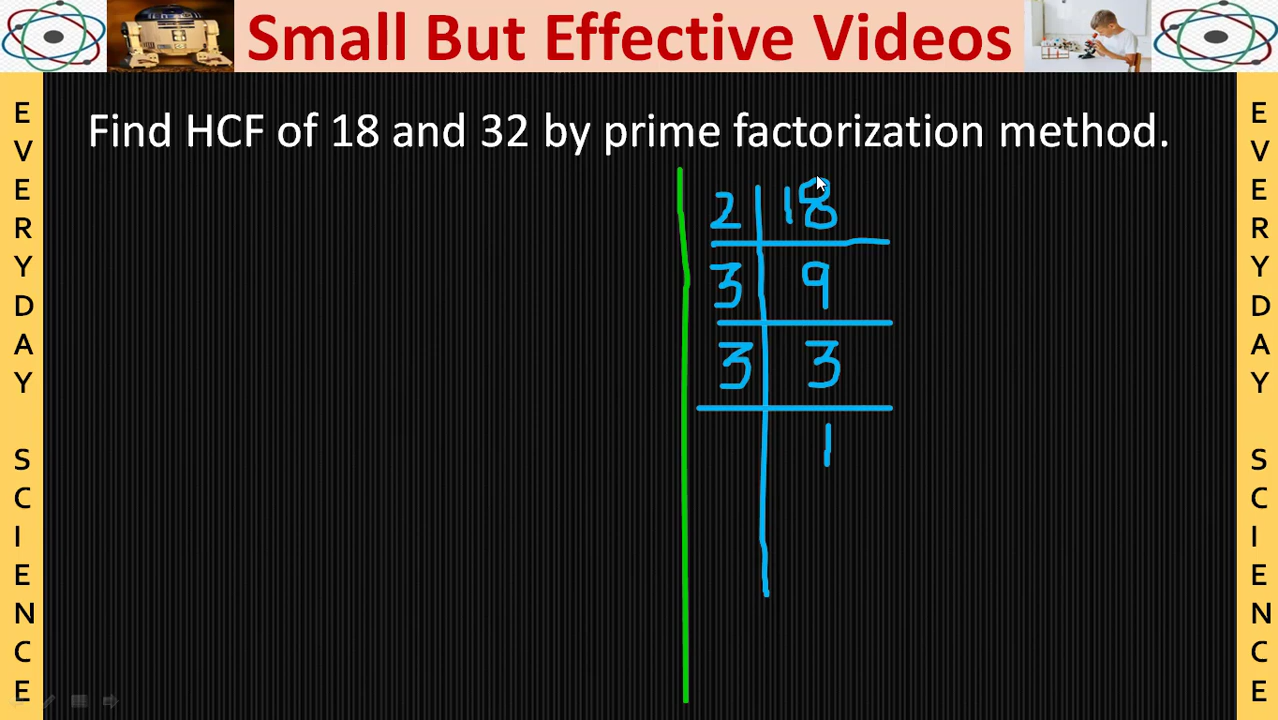 Small But Effective Videos
EVERYDAY SCIENCE
Find HCF of 18 and 32 by prime factorization method.
2 18
3 9
3 3
1
EVERYDAY SCIENCE